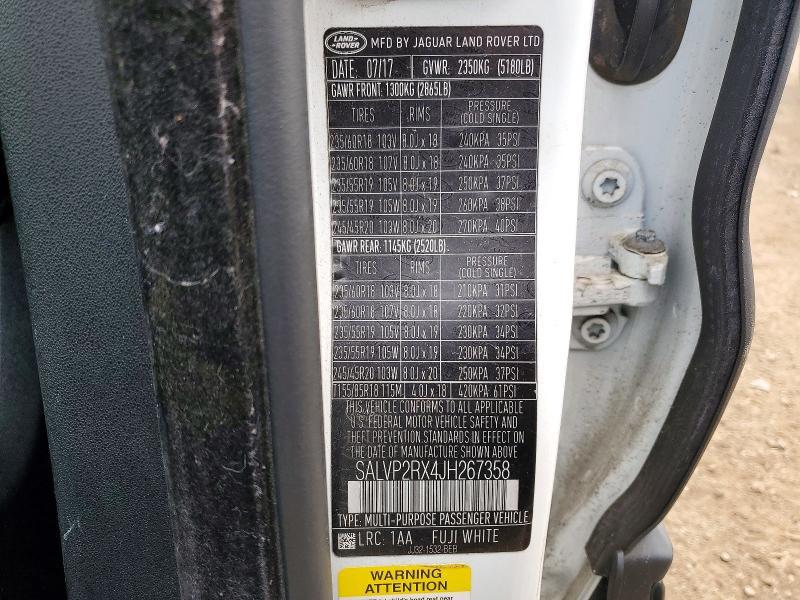 LAND ROVER MFD BY JAGUAR LAND ROVER LTD
DATE: 07/17 GVWR: 2350KG (5180LB)
GAWR FRONT: 1300KG (2865LB)
TIRES RIMS PRESSURE (COLD SINGLE)
235/60R18 103V 8.0J x 18 240KPA 35PSI
235/60R18 107V 8.0J x 18 240KPA 35PSI
235/55R19 105V 8.0J x 19 250KPA 37PSI
235/55R19 105W 8.0J x 19 260KPA 38PSI
245/45R20 103W 8.0J x 20 270KPA 40PSI
GAWR REAR: 1145KG (2520LB)
TIRES RIMS PRESSURE (COLD SINGLE)
235/60R18 103V 8.0J x 18 210KPA 31PSI
235/60R18 107V 8.0J x 18 220KPA 32PSI
235/55R19 105V 8.0J x 19 230KPA 34PSI
235/55R19 105W 8.0J x 19 230KPA 34PSI
245/45R20 103W 8.0J x 20 250KPA 37PSI
T155/85R18 115M 4.0J x 18 420KPA 61PSI
THIS VEHICLE CONFORMS TO ALL APPLICABLE
U.S. FEDERAL MOTOR VEHICLE SAFETY AND
THEFT PREVENTION STANDARDS IN EFFECT ON
THE DATE OF MANUFACTURE SHOWN ABOVE
SALVP2RX4JH267358
TYPE: MULTI-PURPOSE PASSENGER VEHICLE
LRC: 1AA FUJI WHITE
JJ32-1532-BEB
WARNING
ATTENTION
child's head rest near